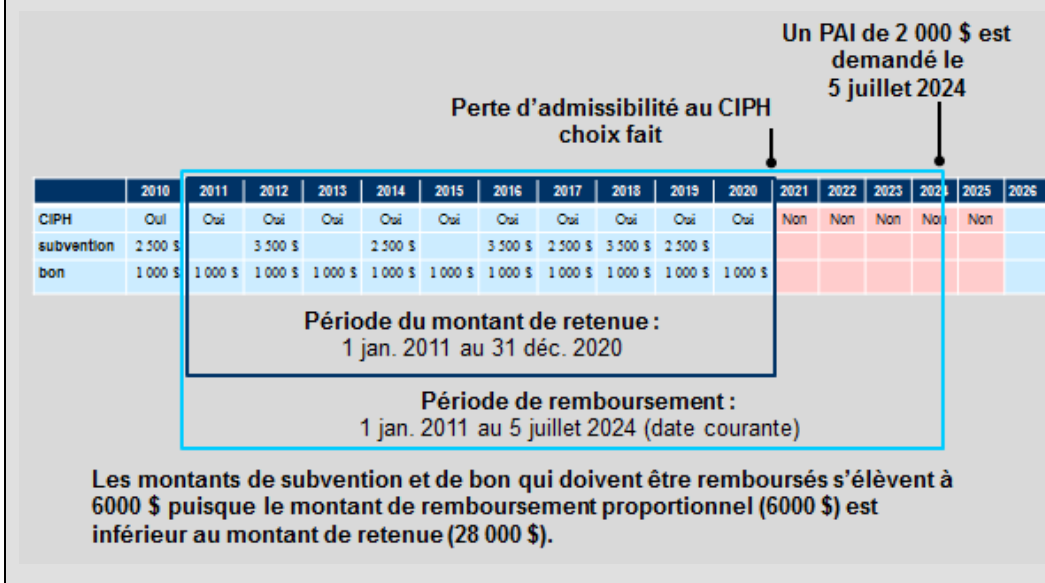 Un PAI de 2 000 $ est
demandé le
5 juillet 2024
Perte d'admissibilité au CIPH
choix fait
2010 2011 2012 2013 2014 2015 2016 2017 2018 2019 2020 2021 2022 2023 2024 2025 2026
CIPH Oui Oui Oui Oui Oui Oui Oui Oui Oui Oui Oui Non Non Non Non Non
subvention 2 500 $ 3 500 $ 2 500 $ 3 500 $ 2 500 $ 3 500 $ 2 500 $
bon 1 000 $ 1 000 $ 1 000 $ 1 000 $ 1 000 $ 1 000 $ 1 000 $ 1 000 $ 1 000 $ 1 000 $ 1 000 $
Période du montant de retenue :
1 jan. 2011 au 31 déc. 2020
Période de remboursement :
1 jan. 2011 au 5 juillet 2024 (date courante)
Les montants de subvention et de bon qui doivent être remboursés s'élèvent à
6000 $ puisque le montant de remboursement proportionnel (6000 $) est
inférieur au montant de retenue (28 000 $).